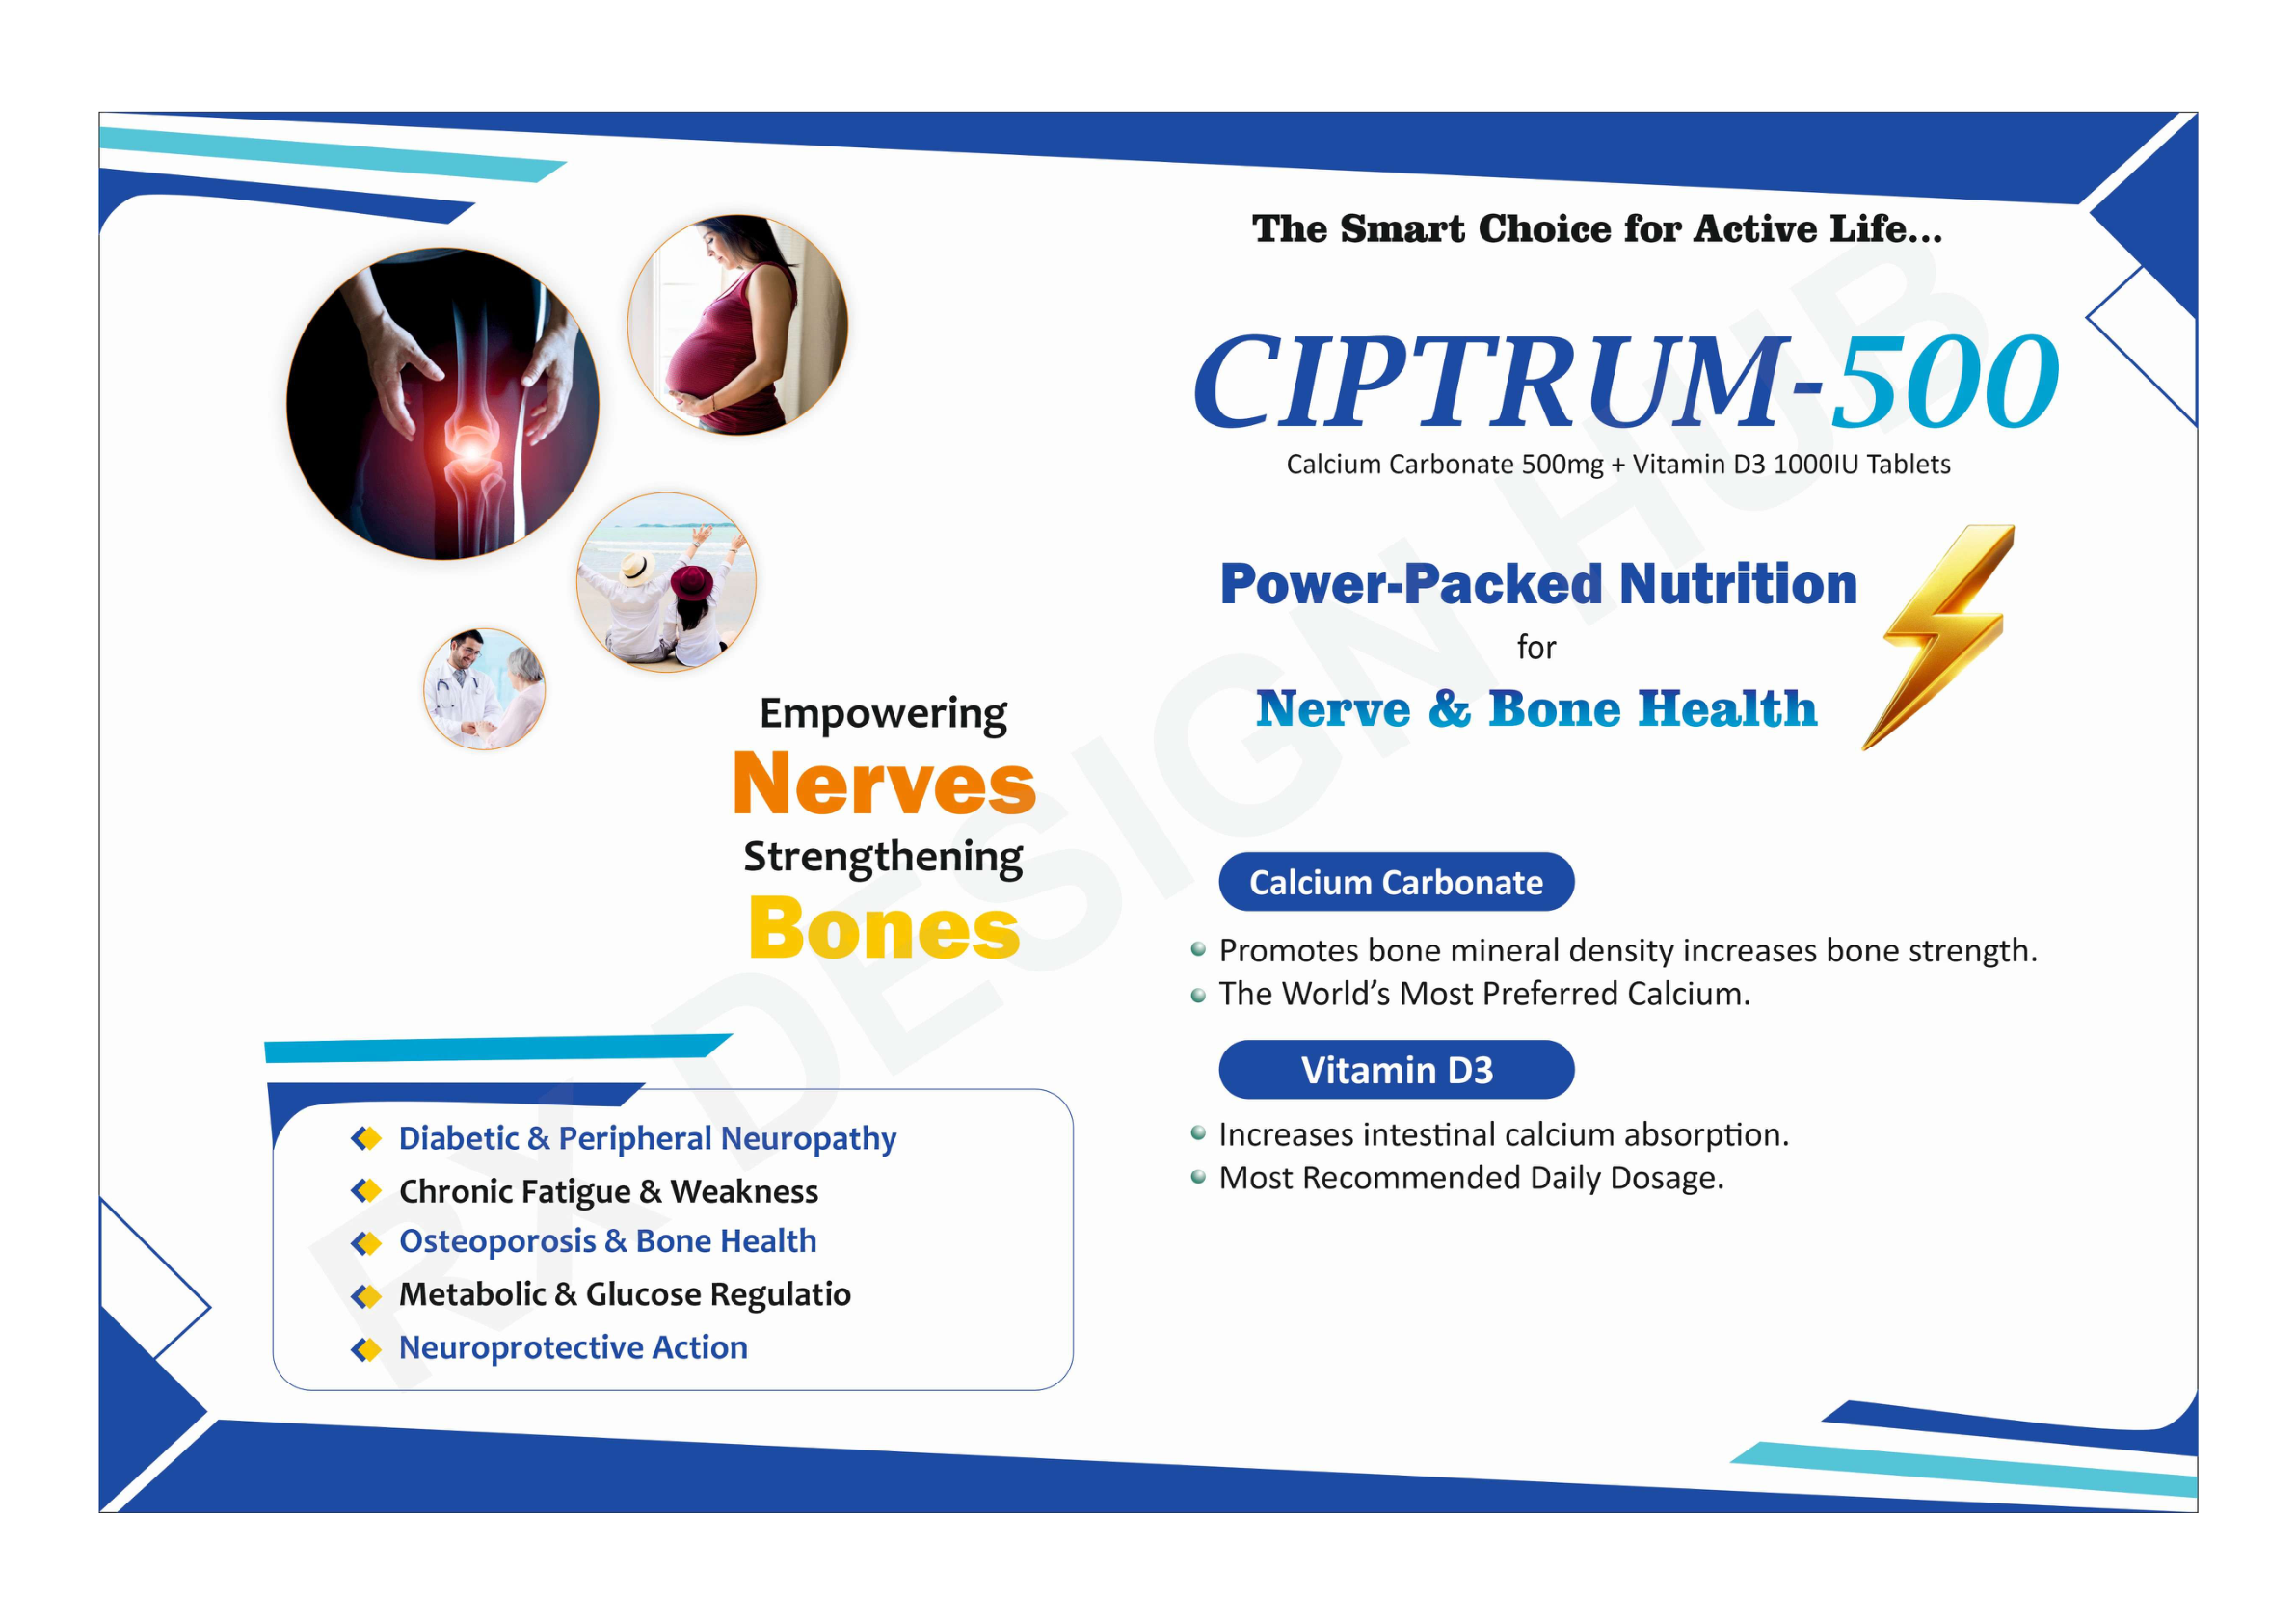 The Smart Choice for Active Life...
CIPTRUM-500
Calcium Carbonate 500mg + Vitamin D3 1000IU Tablets
Power-Packed Nutrition
for
Nerve & Bone Health
Empowering
Nerves
Strengthening
Bones
Calcium Carbonate
Promotes bone mineral density increases bone strength.
The World's Most Preferred Calcium.
Vitamin D3
Increases intestinal calcium absorption.
Most Recommended Daily Dosage.
Diabetic & Peripheral Neuropathy
Chronic Fatigue & Weakness
Osteoporosis & Bone Health
Metabolic & Glucose Regulatio
Neuroprotective Action
RX DESIGN HUB